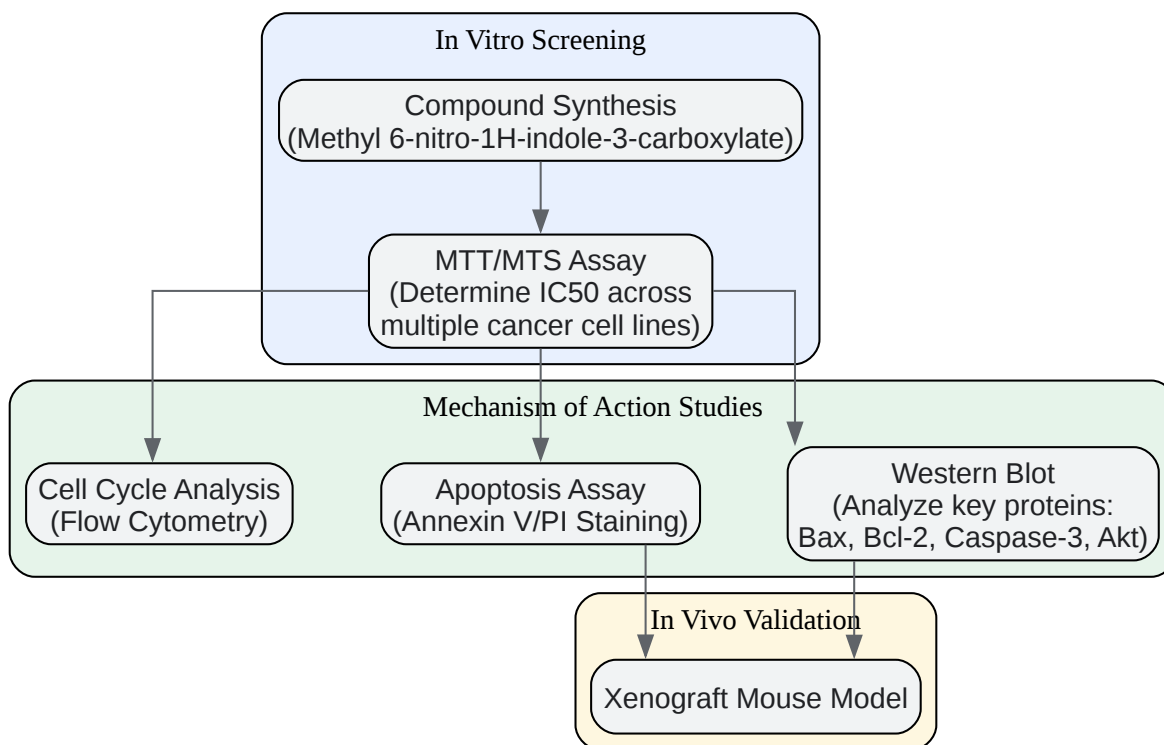 In Vitro Screening
Compound Synthesis
(Methyl 6-nitro-1H-indole-3-carboxylate)
MTT/MTS Assay
(Determine IC50 across
multiple cancer cell lines)
Mechanism of Action Studies
Cell Cycle Analysis
(Flow Cytometry)
Apoptosis Assay
(Annexin V/PI Staining)
Western Blot
(Analyze key proteins:
Bax, Bcl-2, Caspase-3, Akt)
In Vivo Validation
Xenograft Mouse Model